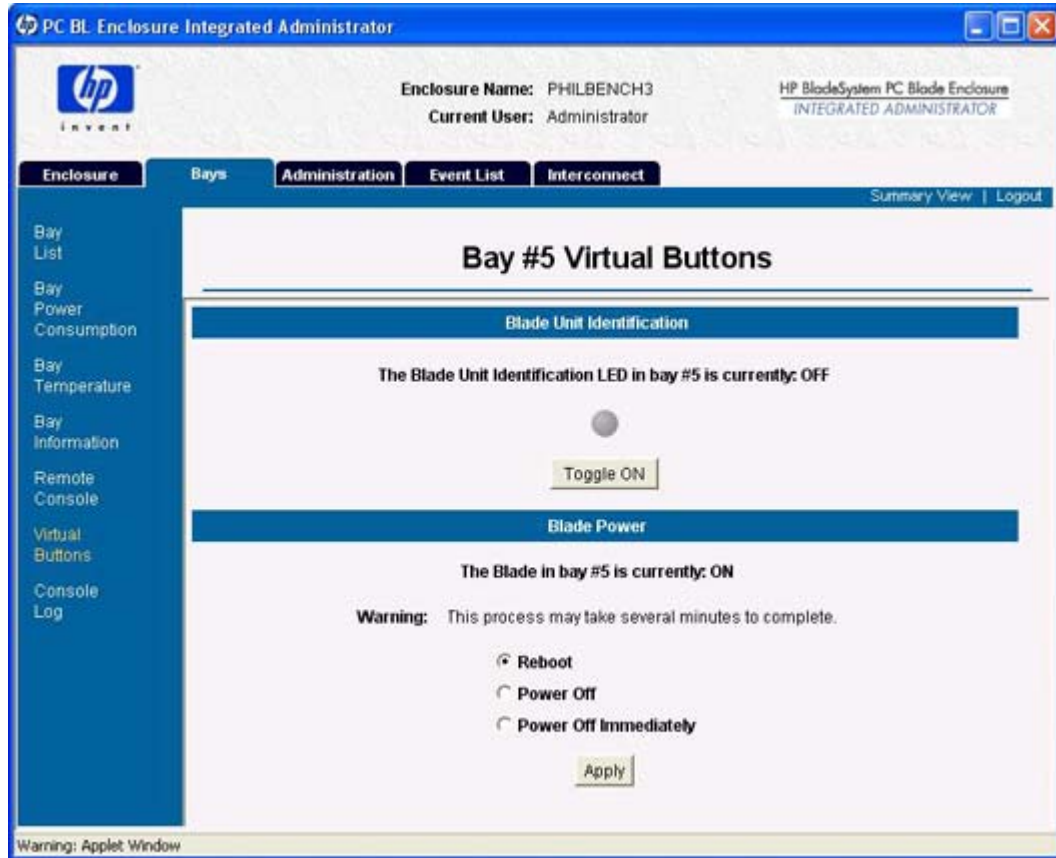 PC BL Enclosure Integrated Administrator
hp
invent
Enclosure Name: PHILBENCH3
Current User: Administrator
HP BladeSystem PC Blade Enclosure
INTEGRATED ADMINISTRATOR
Enclosure Bays Administration Event List Interconnect
Summary View | Logout
Bay
List
Bay
Power
Consumption
Bay
Temperature
Bay
Information
Remote
Console
Virtual
Buttons
Console
Log
Bay #5 Virtual Buttons
Blade Unit Identification
The Blade Unit Identification LED in bay #5 is currently: OFF
Toggle ON
Blade Power
The Blade in bay #5 is currently: ON
Warning: This process may take several minutes to complete.
Reboot
Power Off
Power Off Immediately
Apply
Warning: Applet Window